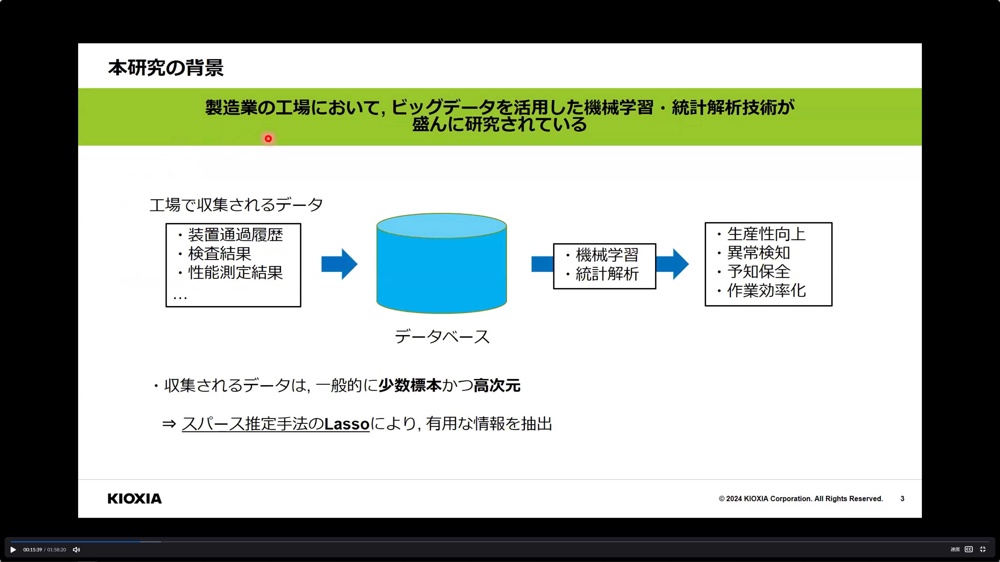 本研究の背景
製造業の工場において, ビッグデータを活用した機械学習・統計解析技術が
盛んに研究されている
工場で収集されるデータ
・装置通過履歴
・検査結果
・性能測定結果
…
データベース
・機械学習
・統計解析
・生産性向上
・異常検知
・予知保全
・作業効率化
・収集されるデータは, 一般的に少数標本かつ高次元
⇒ スパース推定手法のLassoにより, 有用な情報を抽出
KIOXIA
© 2024 KIOXIA Corporation. All Rights Reserved.
3
00:15:39 / 01:58:20
速度
CC